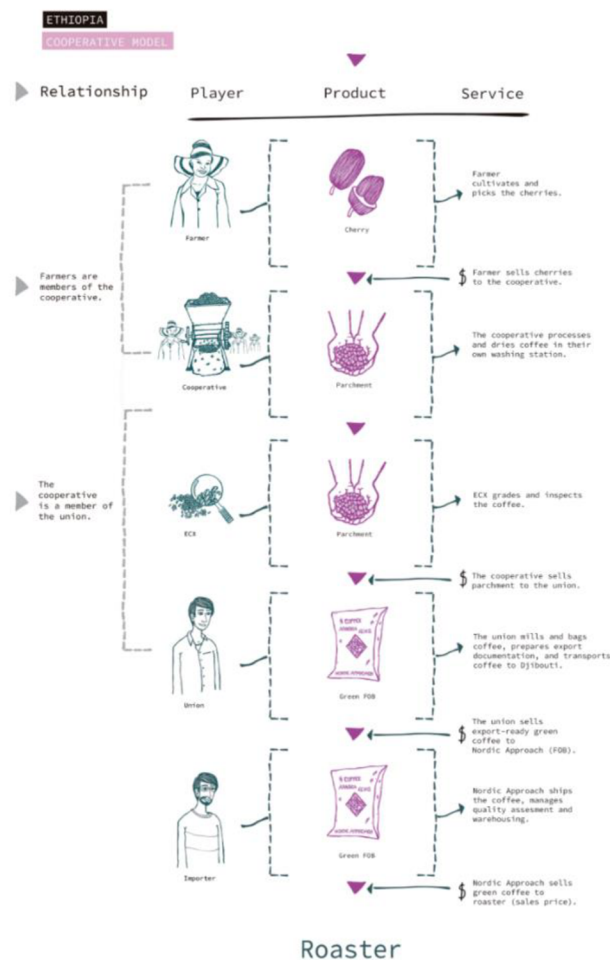 ETHIOPIA
COOPERATIVE MODEL
Relationship
Player
Product
Service
Farmer
Cherry
Farmer
cultivates and
picks the cherries.
Farmers are
members of the
cooperative.
$ Farmer sells cherries
to the cooperative.
Cooperative
Parchment
The cooperative processes
and dries coffee in their
own washing station.
The
cooperative
is a member of
the union.
ECX
Parchment
ECX grades and inspects
the coffee.
$ The cooperative sells
parchment to the union.
Union
Green FOB
The union mills and bags
coffee, prepares export
documentation, and transports
coffee to Djibouti.
$ The union sells
export-ready green
coffee to
Nordic Approach (FOB).
Importer
Green FOB
Nordic Approach ships
the coffee, manages
quality assesment and
warehousing.
$ Nordic Approach sells
green coffee to
roaster (sales price).
Roaster